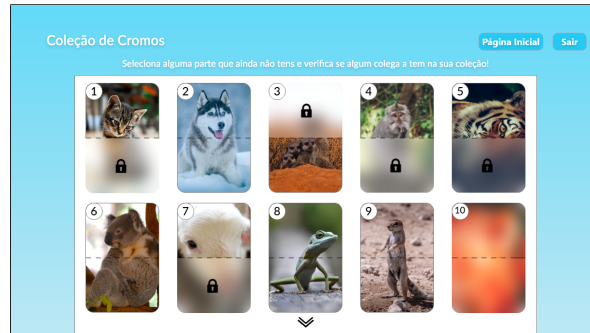 Coleção de Cromos
Página Inicial
Sair
Seleciona alguma parte que ainda não tens e verifica se algum colega a tem na sua coleção!
1
2
3
4
5
6
7
8
9
10